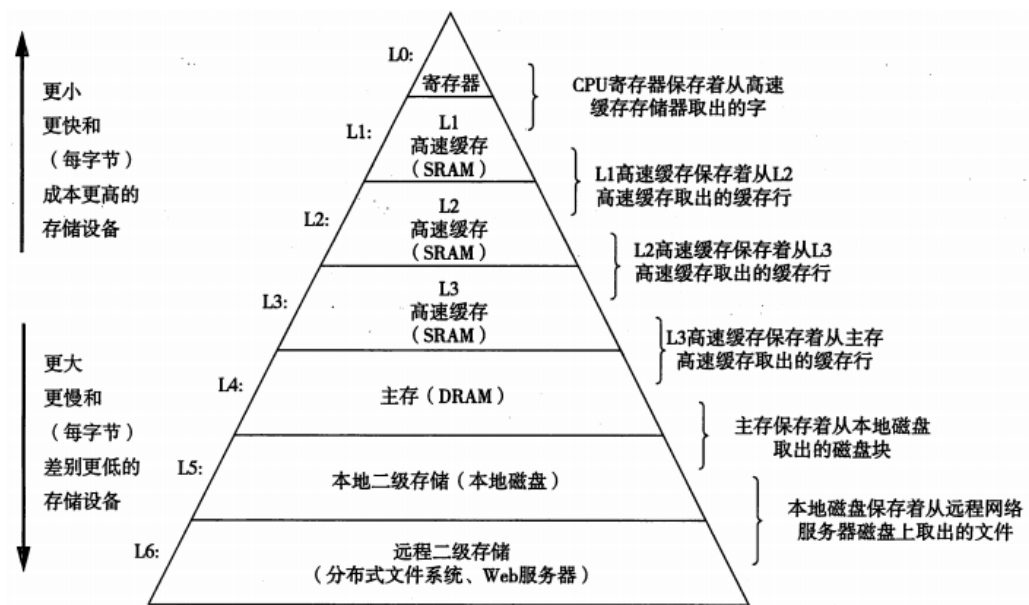 更小
更快和
（每字节）
成本更高的
存储设备
更大
更慢和
（每字节）
差别更低的
存储设备
L0:
寄存器
L1:
L1
高速缓存
（SRAM）
L2:
L2
高速缓存
（SRAM）
L3:
L3
高速缓存
（SRAM）
L4:
主存（DRAM）
L5:
本地二级存储（本地磁盘）
L6:
远程二级存储
（分布式文件系统、Web服务器）
CPU寄存器保存着从高速
缓存存储器取出的字
L1高速缓存保存着从L2
高速缓存取出的缓存行
L2高速缓存保存着从L3
高速缓存取出的缓存行
L3高速缓存保存着从主存
高速缓存取出的缓存行
主存保存着从本地磁盘
取出的磁盘块
本地磁盘保存着从远程网络
服务器磁盘上取出的文件